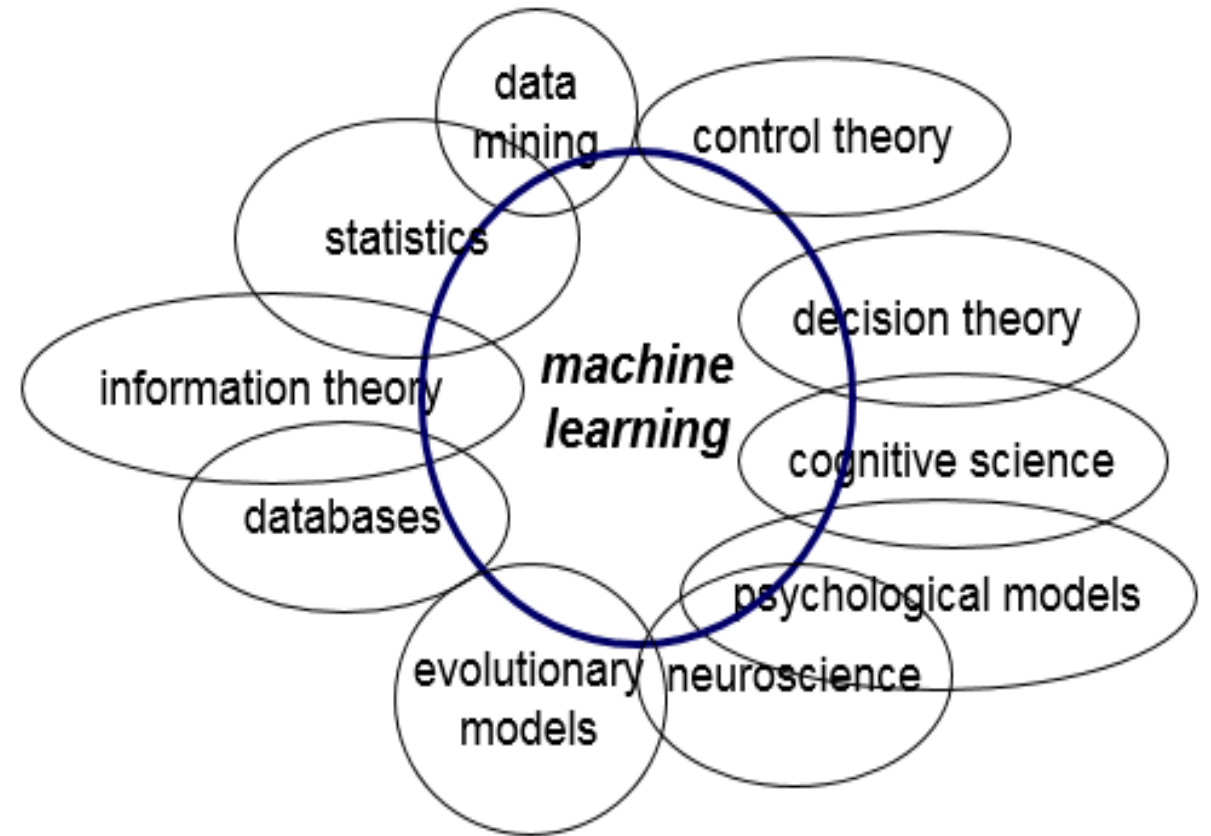 data
mining
control theory
statistics
decision theory
machine
learning
information theory
cognitive science
databases
psychological models
evolutionary
models
neuroscience